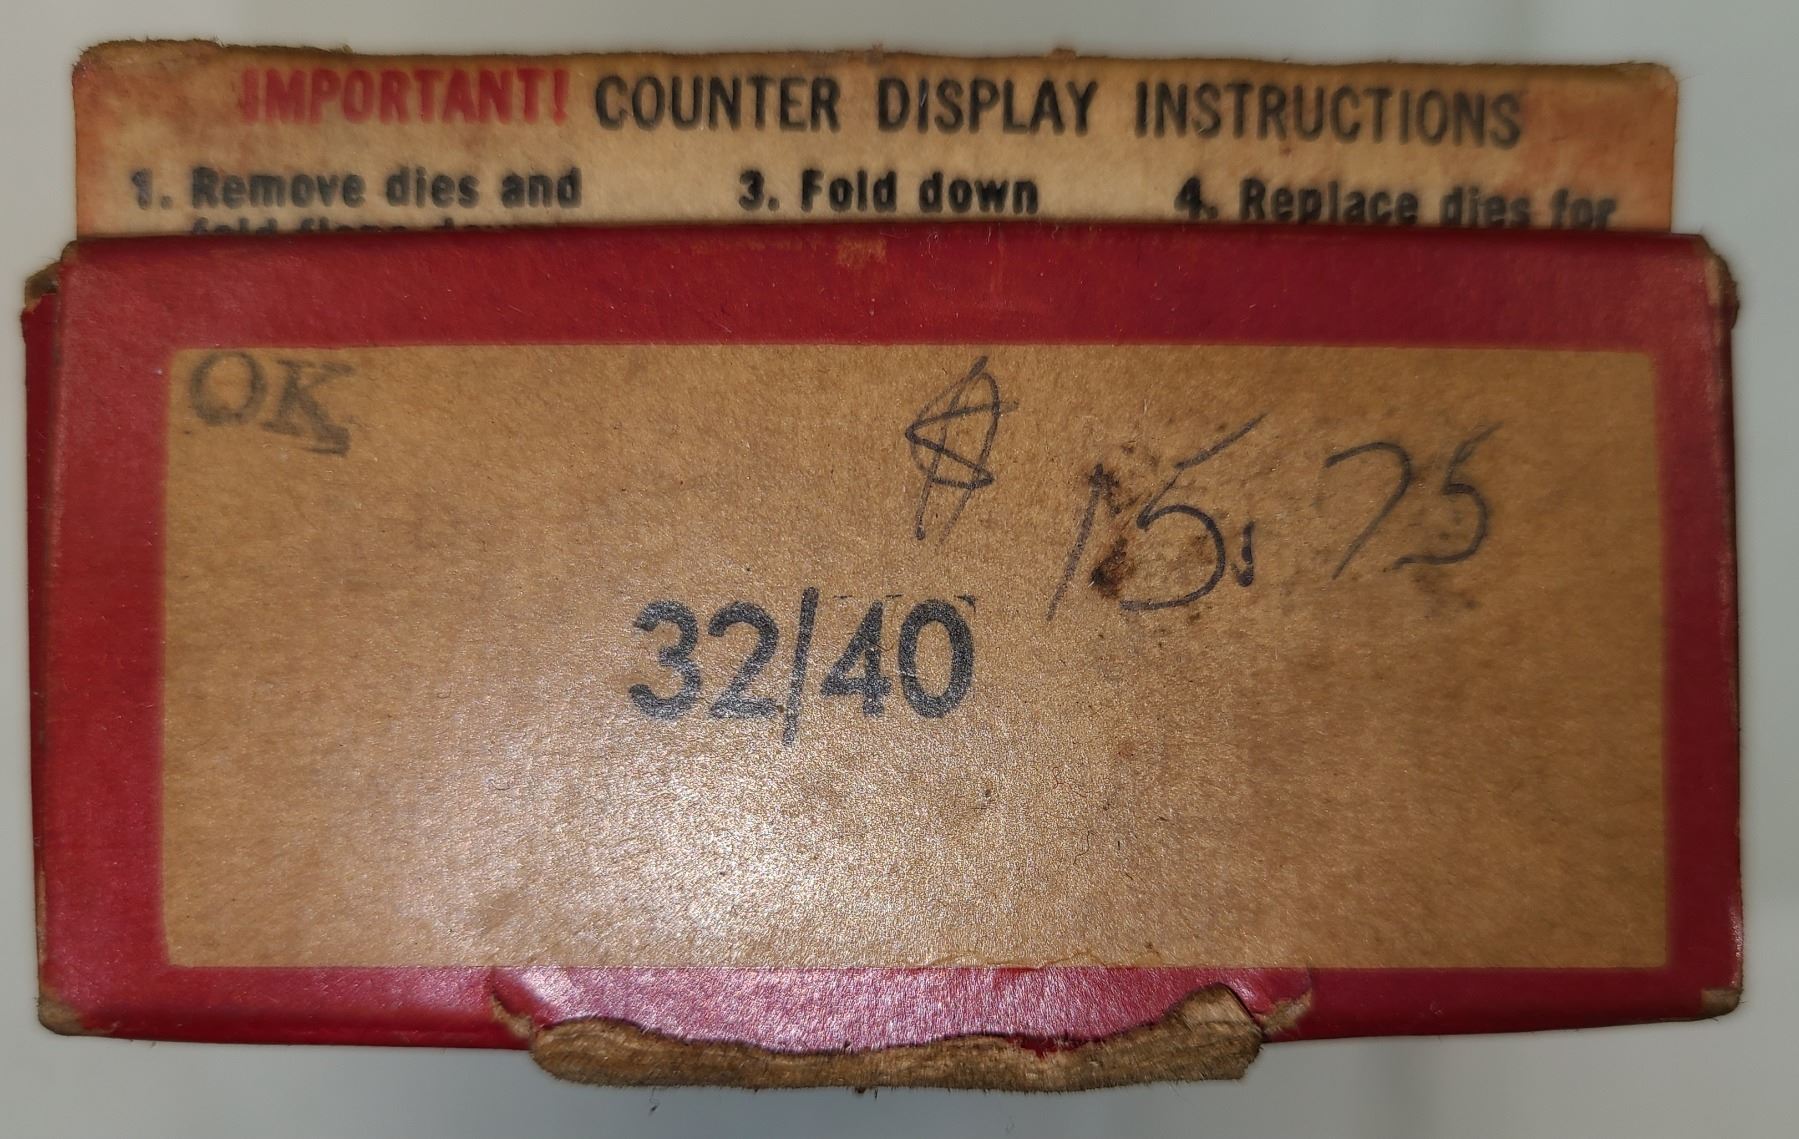 IMPORTANT! COUNTER DISPLAY INSTRUCTIONS
1. Remove dies and
3. Fold down
4. Replace dies for
OK
$ 15.75
32/40